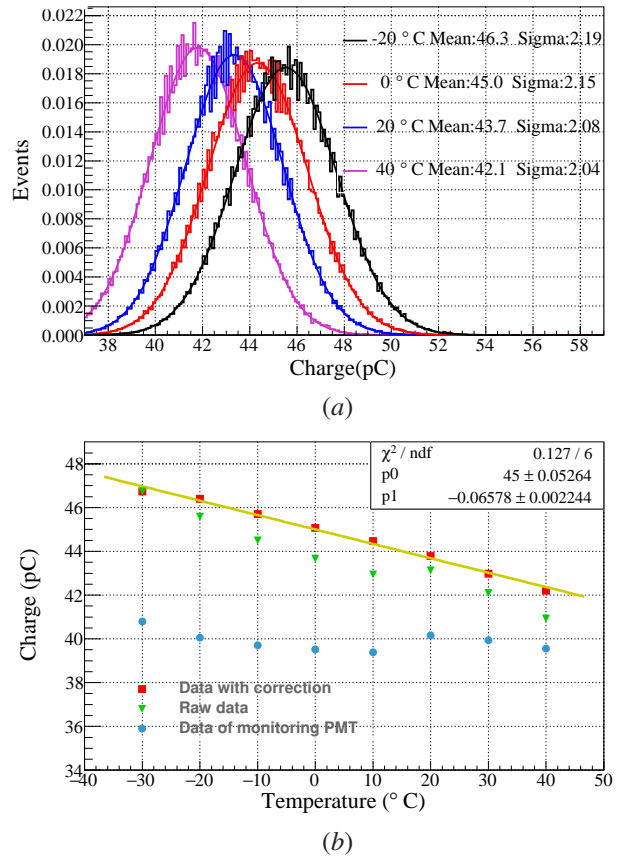 0.022
0.020
0.018
0.016
0.014
0.012
0.010
0.008
0.006
0.004
0.002
0.000
Events
-20 ° C Mean:46.3 Sigma:2.19
0 ° C Mean:45.0 Sigma:2.15
20 ° C Mean:43.7 Sigma:2.08
40 ° C Mean:42.1 Sigma:2.04
38 40 42 44 46 48 50 52 54 56 58
Charge(pC)
(a)
χ² / ndf 0.127 / 6
p0 45 ± 0.05264
p1 −0.06578 ± 0.002244
48
46
44
42
40
38
36
34
Charge (pC)
Data with correction
Raw data
Data of monitoring PMT
−40 −30 −20 −10 0 10 20 30 40 50
Temperature (° C)
(b)